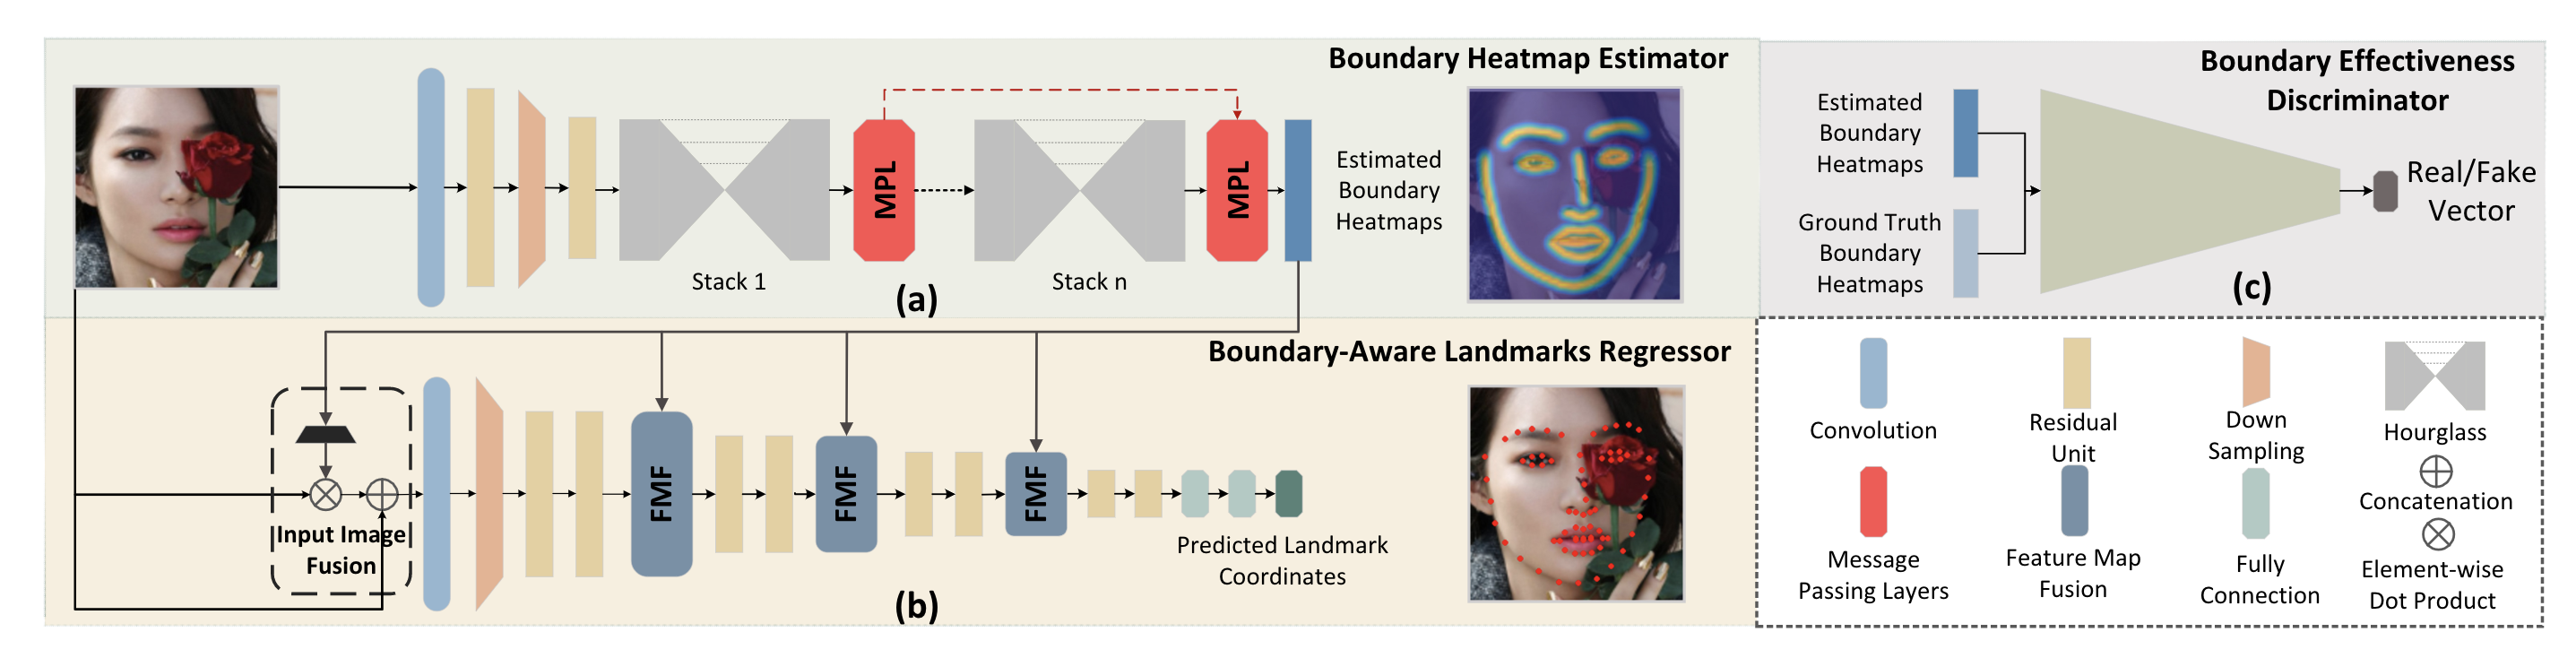 Boundary Heatmap Estimator
MPL
MPL
Estimated
Boundary
Heatmaps
Stack 1
Stack n
(a)
Boundary Effectiveness
Discriminator
Estimated
Boundary
Heatmaps
Ground Truth
Boundary
Heatmaps
Real/Fake
Vector
(c)
Boundary-Aware Landmarks Regressor
FMF
FMF
FMF
Input Image
Fusion
Predicted Landmark
Coordinates
(b)
Convolution
Residual
Unit
Down
Sampling
Hourglass
Concatenation
Message
Passing Layers
Feature Map
Fusion
Fully
Connection
Element-wise
Dot Product